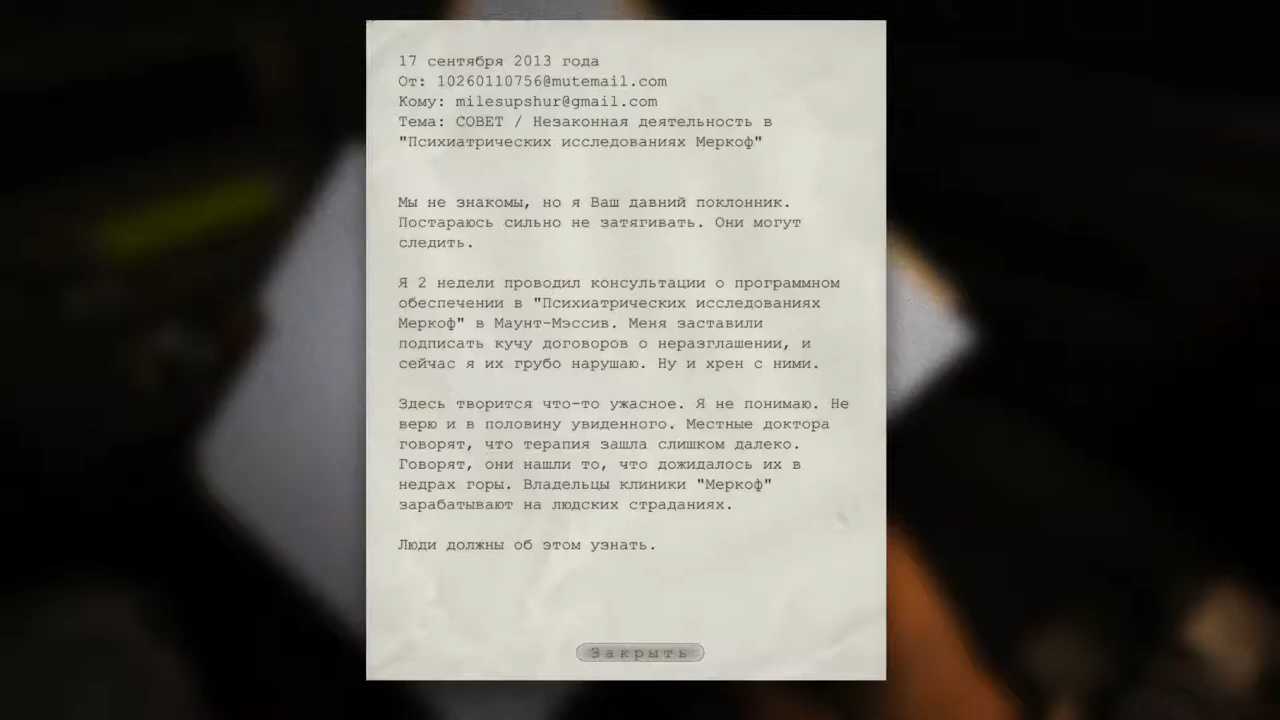 17 сентября 2013 года
От: 10260110756@mutemail.com
Кому: milesupshur@gmail.com
Тема: СОВЕТ / Незаконная деятельность в
"Психиатрических исследованиях Меркоф"
Мы не знакомы, но я Ваш давний поклонник.
Постараюсь сильно не затягивать. Они могут
следить.
Я 2 недели проводил консультации о программном
обеспечении в "Психиатрических исследованиях
Меркоф" в Маунт-Мэссив. Меня заставили
подписать кучу договоров о неразглашении, и
сейчас я их грубо нарушаю. Ну и хрен с ними.
Здесь творится что-то ужасное. Я не понимаю. Не
верю и в половину увиденного. Местные доктора
говорят, что терапия зашла слишком далеко.
Говорят, они нашли то, что дожидалось их в
недрах горы. Владельцы клиники "Меркоф"
зарабатывают на людских страданиях.
Люди должны об этом узнать.
Закрыть